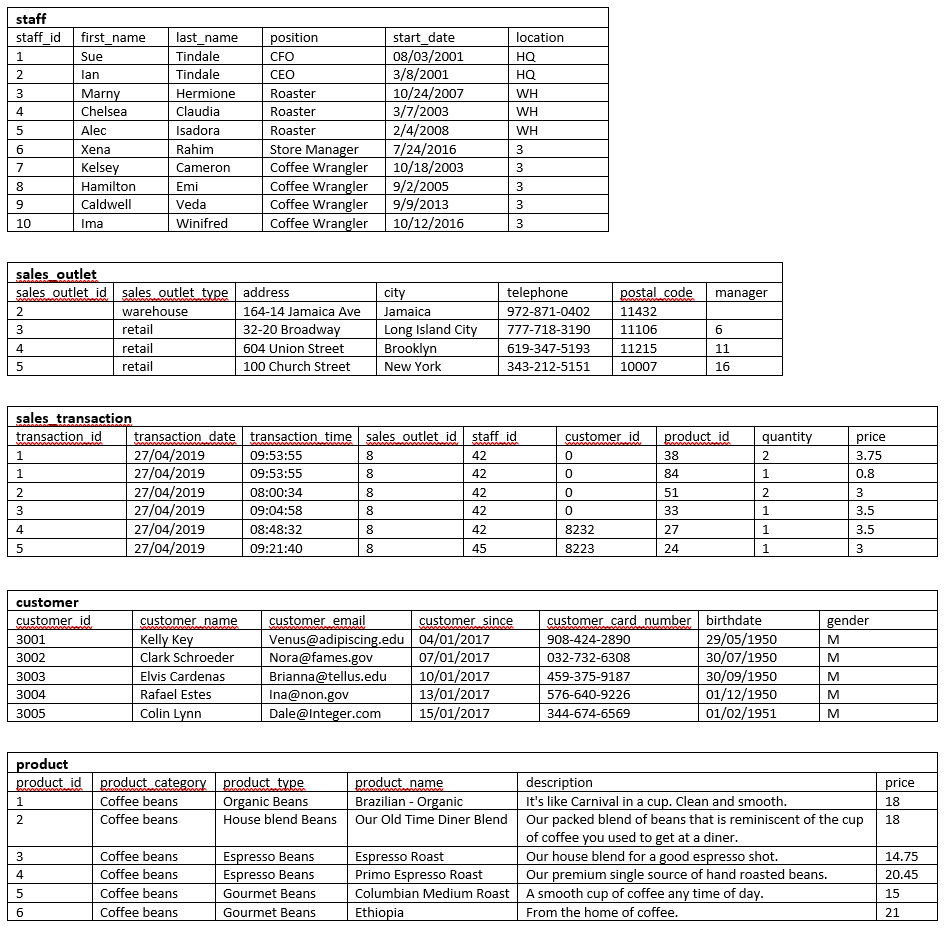 staff
staff_id first_name last_name position start_date location
1 Sue Tindale CFO 08/03/2001 HQ
2 Ian Tindale CEO 3/8/2001 HQ
3 Marny Hermione Roaster 10/24/2007 WH
4 Chelsea Claudia Roaster 3/7/2003 WH
5 Alec Isadora Roaster 2/4/2008 WH
6 Xena Rahim Store Manager 7/24/2016 3
7 Kelsey Cameron Coffee Wrangler 10/18/2003 3
8 Hamilton Emi Coffee Wrangler 9/2/2005 3
9 Caldwell Veda Coffee Wrangler 9/9/2013 3
10 Ima Winifred Coffee Wrangler 10/12/2016 3
sales_outlet
sales_outlet_id sales_outlet_type address city telephone postal_code manager
2 warehouse 164-14 Jamaica Ave Jamaica 972-871-0402 11432
3 retail 32-20 Broadway Long Island City 777-718-3190 11106 6
4 retail 604 Union Street Brooklyn 619-347-5193 11215 11
5 retail 100 Church Street New York 343-212-5151 10007 16
sales_transaction
transaction_id transaction_date transaction_time sales_outlet_id staff_id customer_id product_id quantity price
1 27/04/2019 09:53:55 8 42 0 38 2 3.75
1 27/04/2019 09:53:55 8 42 0 84 1 0.8
2 27/04/2019 08:00:34 8 42 0 51 2 3
3 27/04/2019 09:04:58 8 42 0 33 1 3.5
4 27/04/2019 08:48:32 8 42 8232 27 1 3.5
5 27/04/2019 09:21:40 8 45 8223 24 1 3
customer
customer_id customer_name customer_email customer_since customer_card_number birthdate gender
3001 Kelly Key Venus@adipiscing.edu 04/01/2017 908-424-2890 29/05/1950 M
3002 Clark Schroeder Nora@fames.gov 07/01/2017 032-732-6308 30/07/1950 M
3003 Elvis Cardenas Brianna@tellus.edu 10/01/2017 459-375-9187 30/09/1950 M
3004 Rafael Estes Ina@non.gov 13/01/2017 576-640-9226 01/12/1950 M
3005 Colin Lynn Dale@Integer.com 15/01/2017 344-674-6569 01/02/1951 M
product
product_id product_category product_type product_name description price
1 Coffee beans Organic Beans Brazilian - Organic It's like Carnival in a cup. Clean and smooth. 18
2 Coffee beans House blend Beans Our Old Time Diner Blend Our packed blend of beans that is reminiscent of the cup 18
of coffee you used to get at a diner.
3 Coffee beans Espresso Beans Espresso Roast Our house blend for a good espresso shot. 14.75
4 Coffee beans Espresso Beans Primo Espresso Roast Our premium single source of hand roasted beans. 20.45
5 Coffee beans Gourmet Beans Columbian Medium Roast A smooth cup of coffee any time of day. 15
6 Coffee beans Gourmet Beans Ethiopia From the home of coffee. 21